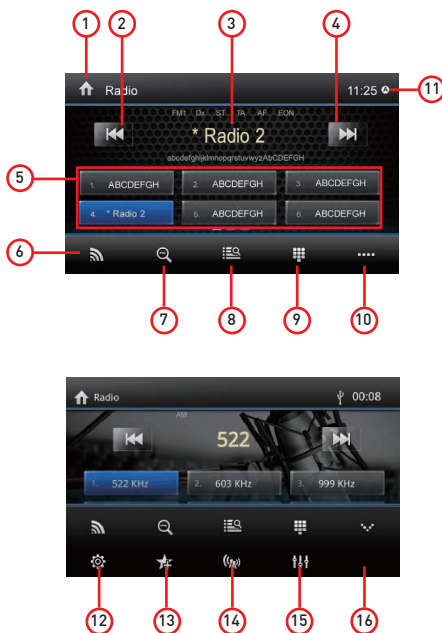 1 2 3 4
Radio 11:25 A 11
FM1 Dx ST TA AF EON
* Radio 2
abcdefghijklmnopqrstuvwyzAbCDEFGH
5
1. ABCDEFGH 2. ABCDEFGH 3. ABCDEFGH
4. * Radio 2 5. ABCDEFGH 6. ABCDEFGH
6
7 8 9 10
Radio 00:08
AM
522
1. 522 KHz 2. 603 KHz 3. 999 KHz
12 13 14 15 16